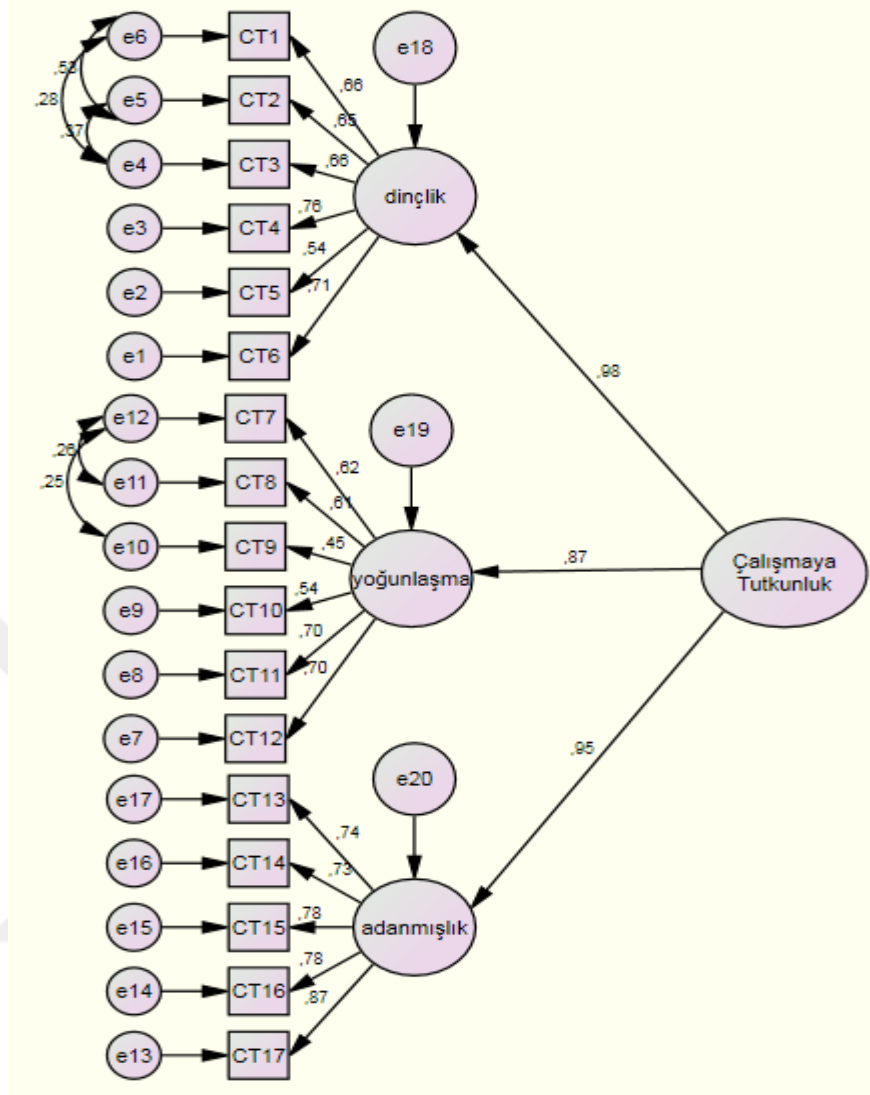 e6
CT1
e18
,53
,66
,28
e5
CT2
,65
,37
e4
CT3
,66
dinçlik
,76
e3
CT4
,54
e2
CT5
,71
e1
CT6
,98
e12
CT7
e19
,26
,62
,25
e11
CT8
,61
e10
CT9
,45
,87
Çalışmaya
Tutkunluk
yoğunlaşma
,54
e9
CT10
,70
e8
CT11
,70
e7
CT12
,95
e20
e17
CT13
,74
e16
CT14
,73
,78
e15
CT15
adanmışlık
,78
e14
CT16
,87
e13
CT17